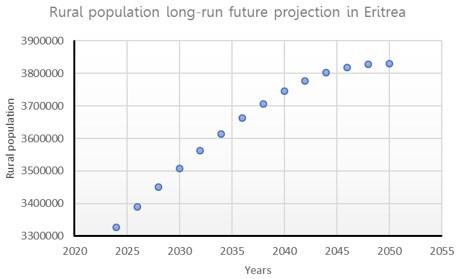 Rural population long-run future projection in Eritrea
3900000
3800000
3700000
3600000
3500000
3400000
3300000
Rural population
2020 2025 2030 2035 2040 2045 2050 2055
Years